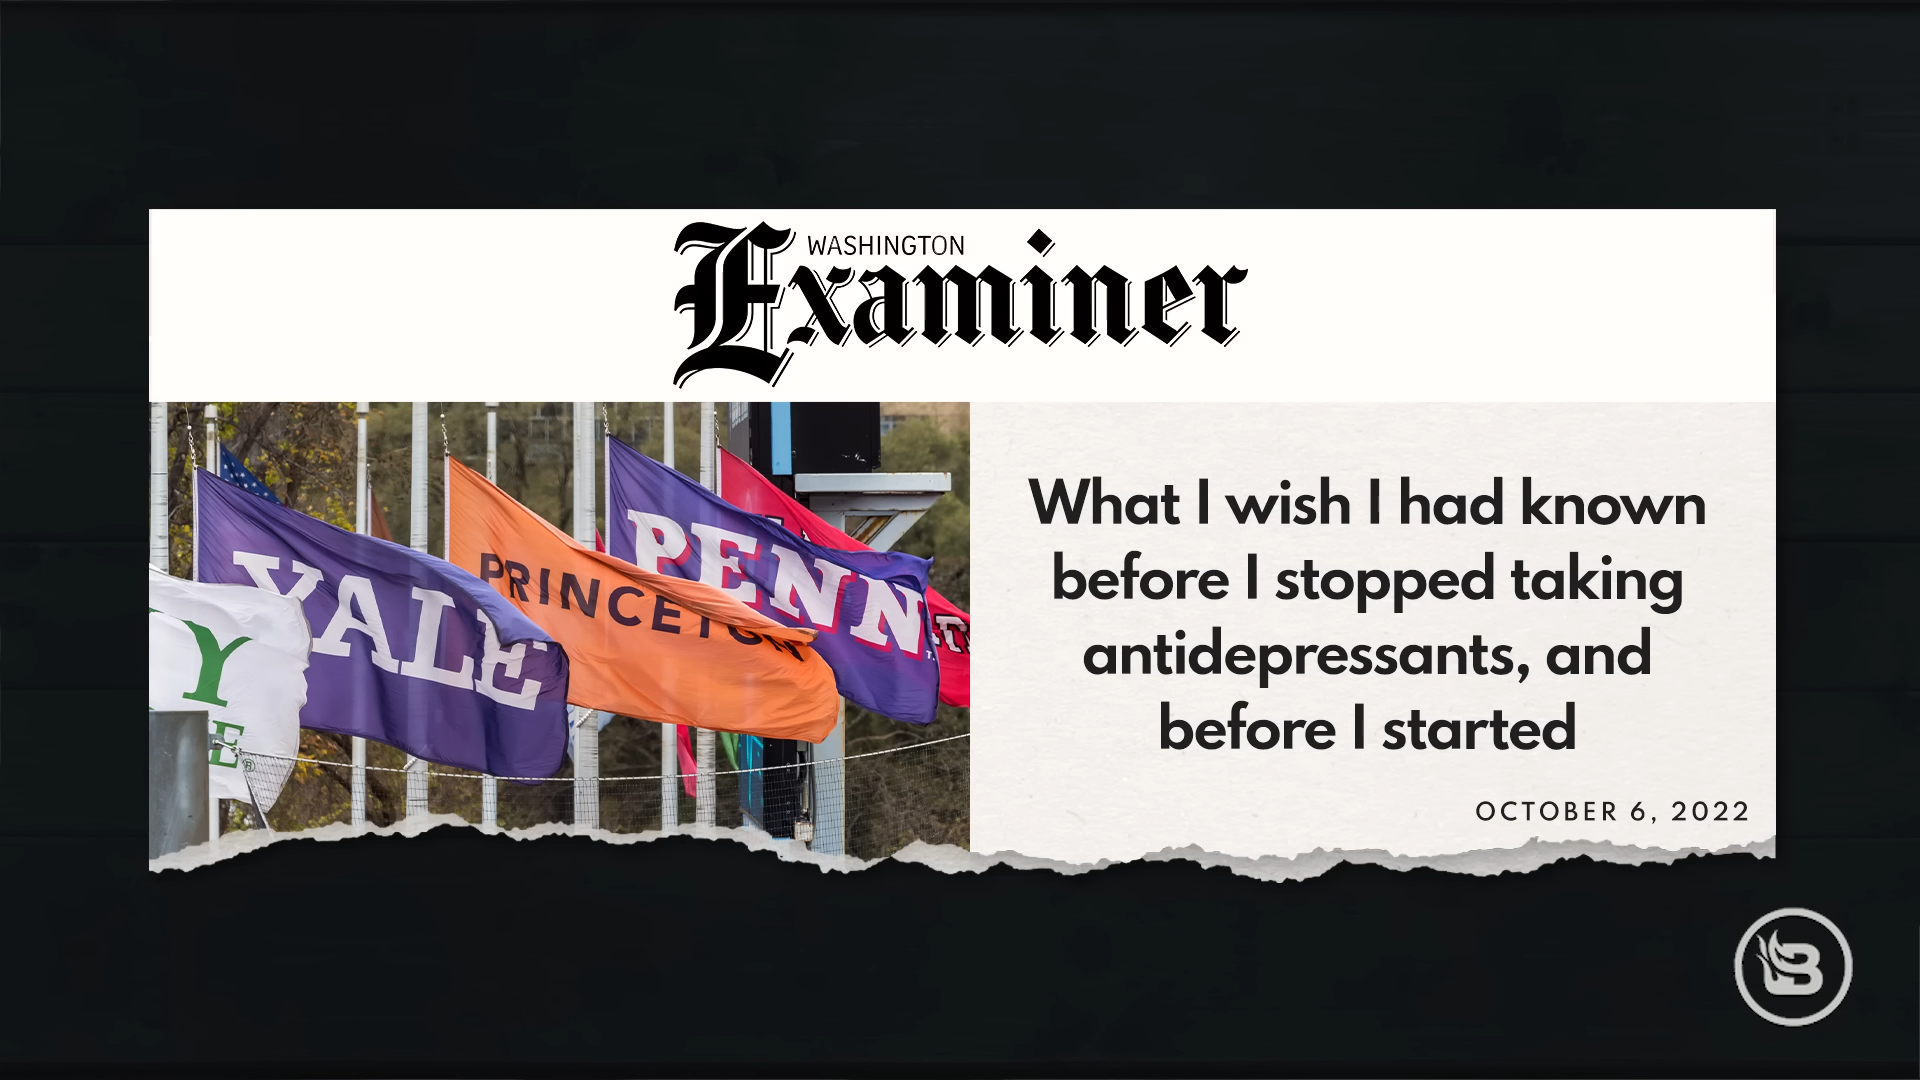 WASHINGTON
Examiner
What I wish I had known
before I stopped taking
antidepressants, and
before I started
OCTOBER 6, 2022
YALE
PRINCETON
PENN
Y
E
®
B